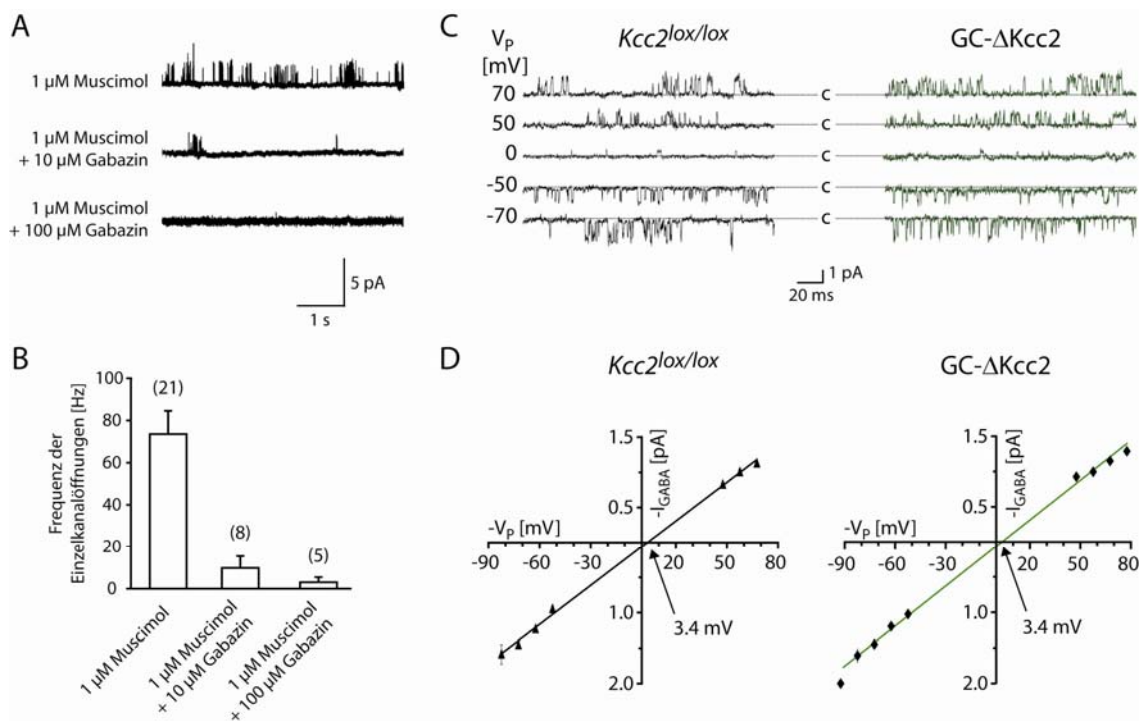 A
1 µM Muscimol
1 µM Muscimol
+ 10 µM Gabazin
1 µM Muscimol
+ 100 µM Gabazin
5 pA
1 s
B
Frequenz der
Einzelkanalöffnungen [Hz]
100
80
60
40
20
0
(21)
(8)
(5)
1 µM Muscimol
1 µM Muscimol
+ 10 µM Gabazin
1 µM Muscimol
+ 100 µM Gabazin
C
V_P
[mV]
Kcc2^lox/lox
GC-ΔKcc2
70
c
50
c
0
c
-50
c
-70
c
1 pA
20 ms
D
Kcc2^lox/lox
1.5
0.5
1.0
2.0
-I_GABA [pA]
-V_P [mV]
-90 -60 -30 20 50 80
3.4 mV
GC-ΔKcc2
1.5
0.5
1.0
2.0
-I_GABA [pA]
-V_P [mV]
-90 -60 -30 20 50 80
3.4 mV